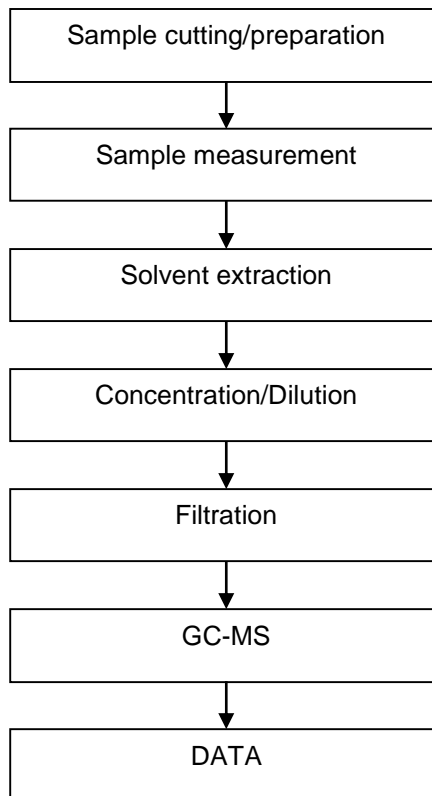 Sample cutting/preparation
Sample measurement
Solvent extraction
Concentration/Dilution
Filtration
GC-MS
DATA